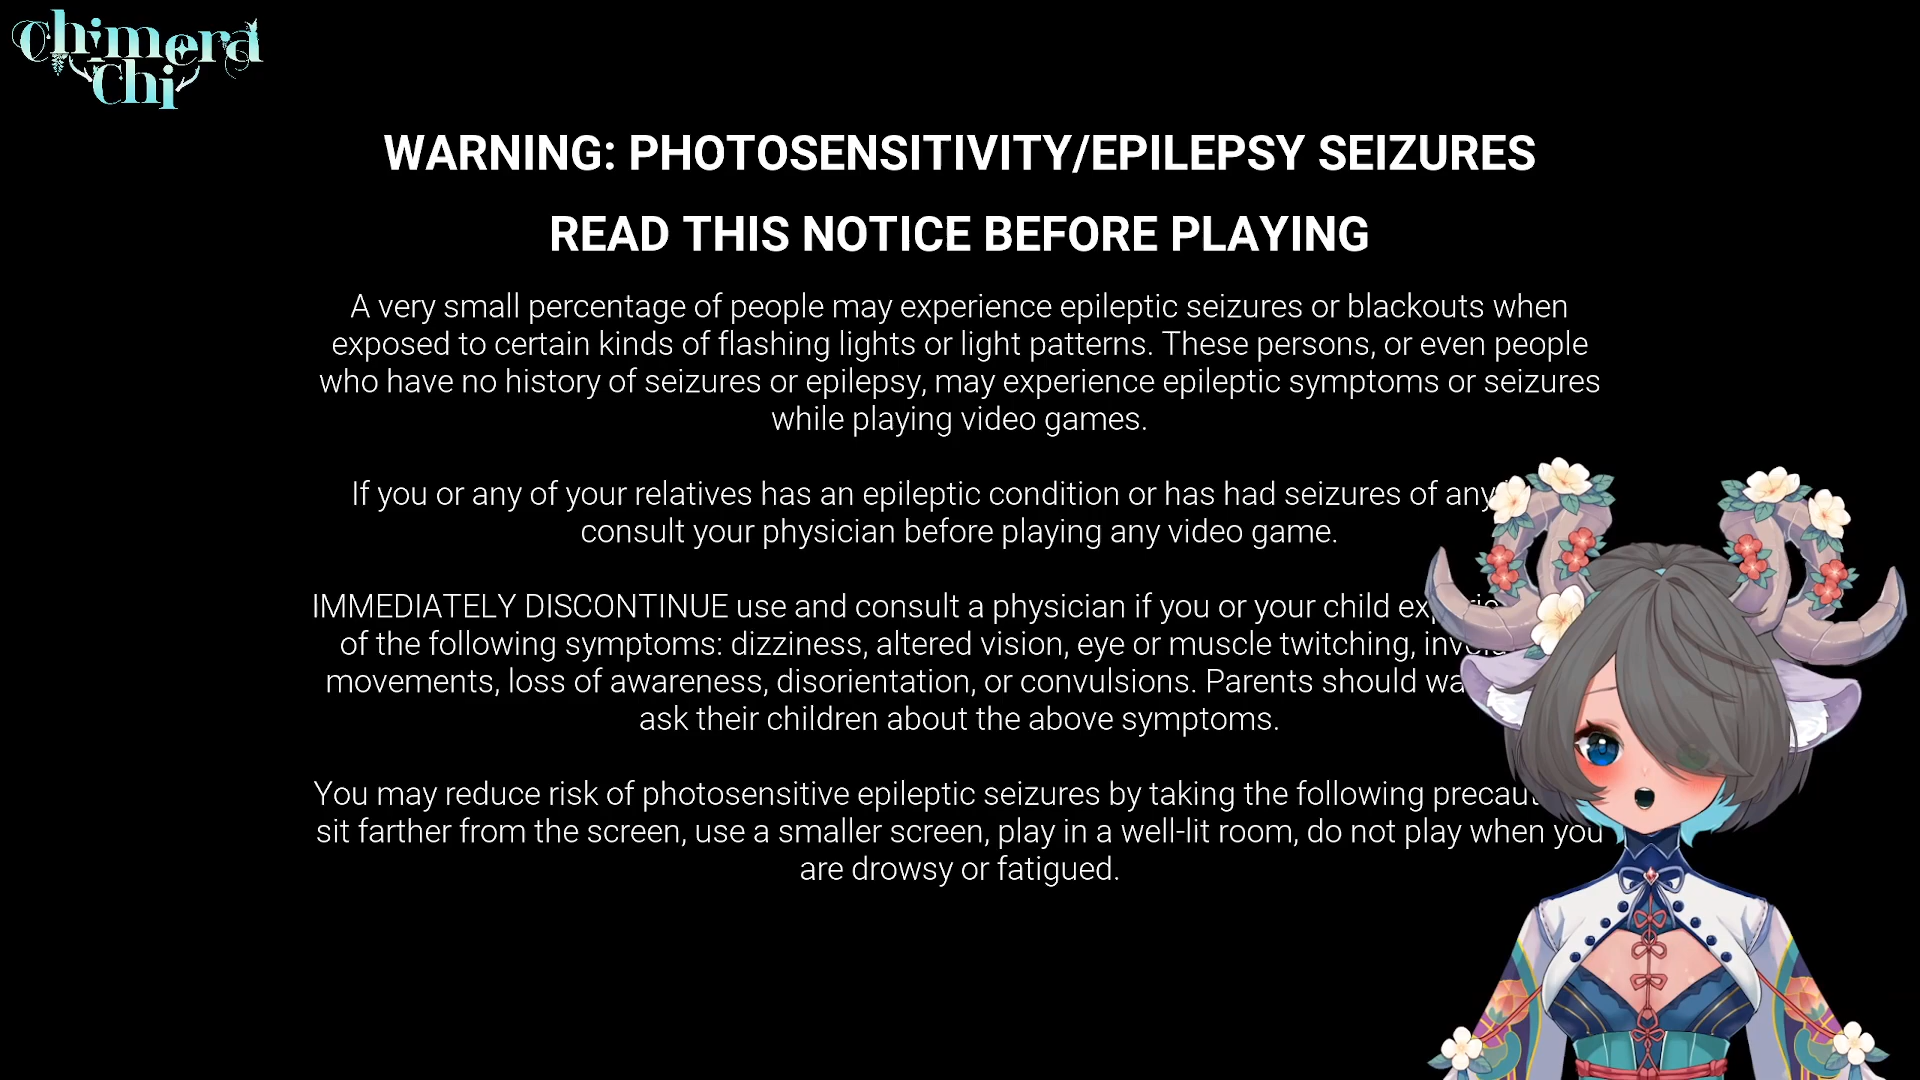 Chimera
Chi
WARNING: PHOTOSENSITIVITY/EPILEPSY SEIZURES
READ THIS NOTICE BEFORE PLAYING
A very small percentage of people may experience epileptic seizures or blackouts when
exposed to certain kinds of flashing lights or light patterns. These persons, or even people
who have no history of seizures or epilepsy, may experience epileptic symptoms or seizures
while playing video games.
If you or any of your relatives has an epileptic condition or has had seizures of any
consult your physician before playing any video game.
IMMEDIATELY DISCONTINUE use and consult a physician if you or your child
of the following symptoms: dizziness, altered vision, eye or muscle twitching,
movements, loss of awareness, disorientation, or convulsions. Parents should
ask their children about the above symptoms.
You may reduce risk of photosensitive epileptic seizures by taking the following
sit farther from the screen, use a smaller screen, play in a well-lit room, do not play when you
are drowsy or fatigued.